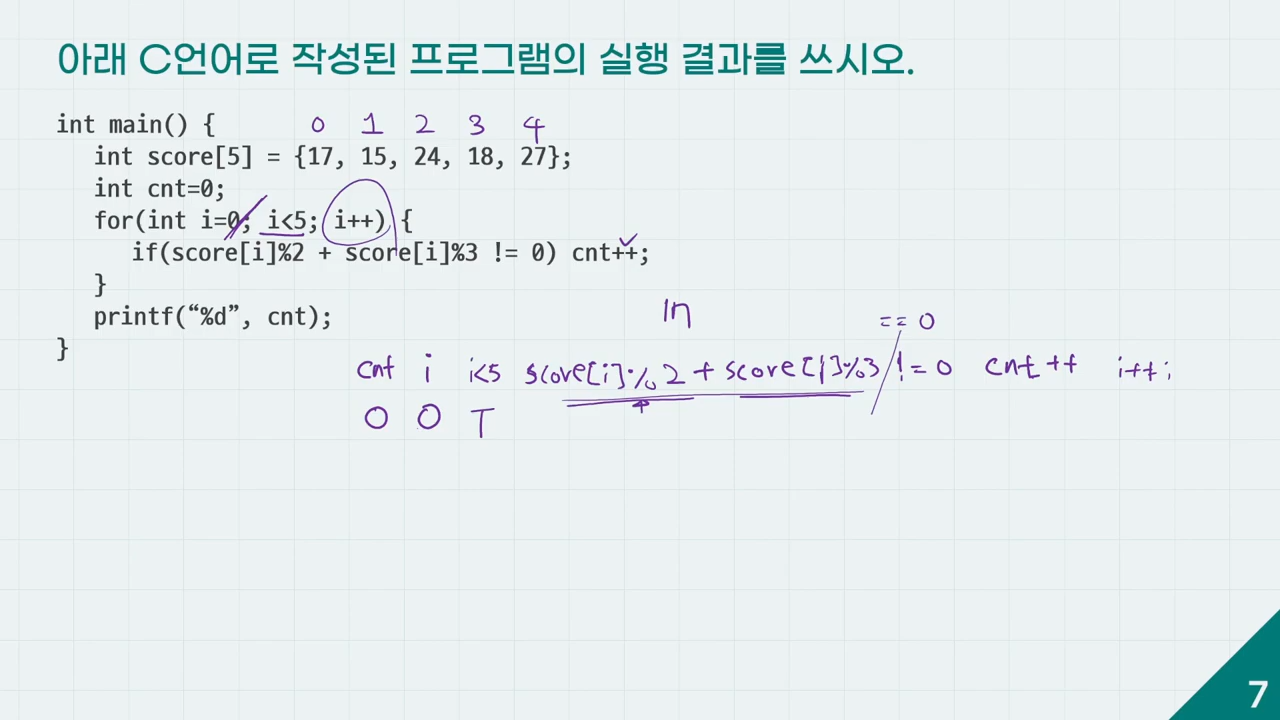 아래 C언어로 작성된 프로그램의 실행 결과를 쓰시오.
int main() {
0 1 2 3 4
int score[5] = {17, 15, 24, 18, 27};
int cnt=0;
for(int i=0; i<5; i++) {
if(score[i]%2 + score[i]%3 != 0) cnt++;
}
printf(“%d”, cnt);
}
In
== 0
cnt i i<5 score[i]%2 + score[i]%3 != 0 cnt++ i++;
0 0 T
7